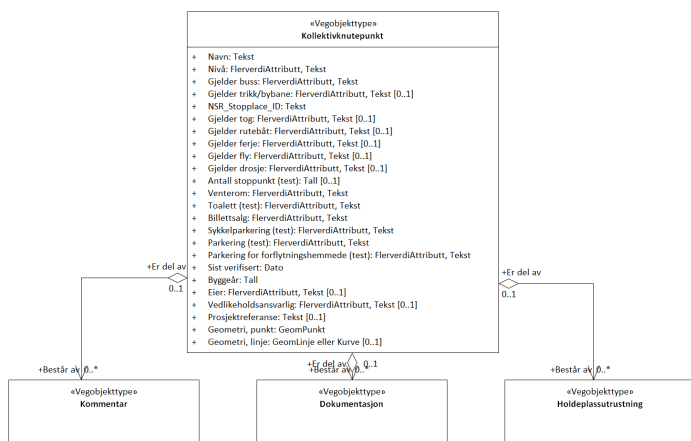 «Vegobjekttype»
Kollektivknutepunkt
+ Navn: Tekst
+ Nivå: FlerverdiAttributt, Tekst
+ Gjelder buss: FlerverdiAttributt, Tekst
+ Gjelder trikk/bybane: FlerverdiAttributt, Tekst [0..1]
+ NSR_Stopplace_ID: Tekst
+ Gjelder tog: FlerverdiAttributt, Tekst [0..1]
+ Gjelder rutebåt: FlerverdiAttributt, Tekst [0..1]
+ Gjelder ferje: FlerverdiAttributt, Tekst [0..1]
+ Gjelder fly: FlerverdiAttributt, Tekst [0..1]
+ Gjelder drosje: FlerverdiAttributt, Tekst [0..1]
+ Antall stoppunkt (test): Tall [0..1]
+ Venterom: FlerverdiAttributt, Tekst
+ Toalett (test): FlerverdiAttributt, Tekst
+ Billettsalg: FlerverdiAttributt, Tekst
+ Sykkelparkering (test): FlerverdiAttributt, Tekst
+ Parkering (test): FlerverdiAttributt, Tekst
+ Parkering for forflytningshemmede (test): FlerverdiAttributt, Tekst
+ Sist verifisert: Dato
+ Byggeår: Tall
+ Eier: FlerverdiAttributt, Tekst [0..1]
+ Vedlikeholdsansvarlig: FlerverdiAttributt, Tekst [0..1]
+ Prosjektreferanse: Tekst [0..1]
+ Geometri, punkt: GeomPunkt
+ Geometri, linje: GeomLinje eller Kurve [0..1]
+Er del av
0..1
+Er del av
0..1
+Er del av 0..1
+Består av 0..*
+Består av 0..*
+Består av 0..*
«Vegobjekttype»
Kommentar
«Vegobjekttype»
Dokumentasjon
«Vegobjekttype»
Holdeplassutrustning